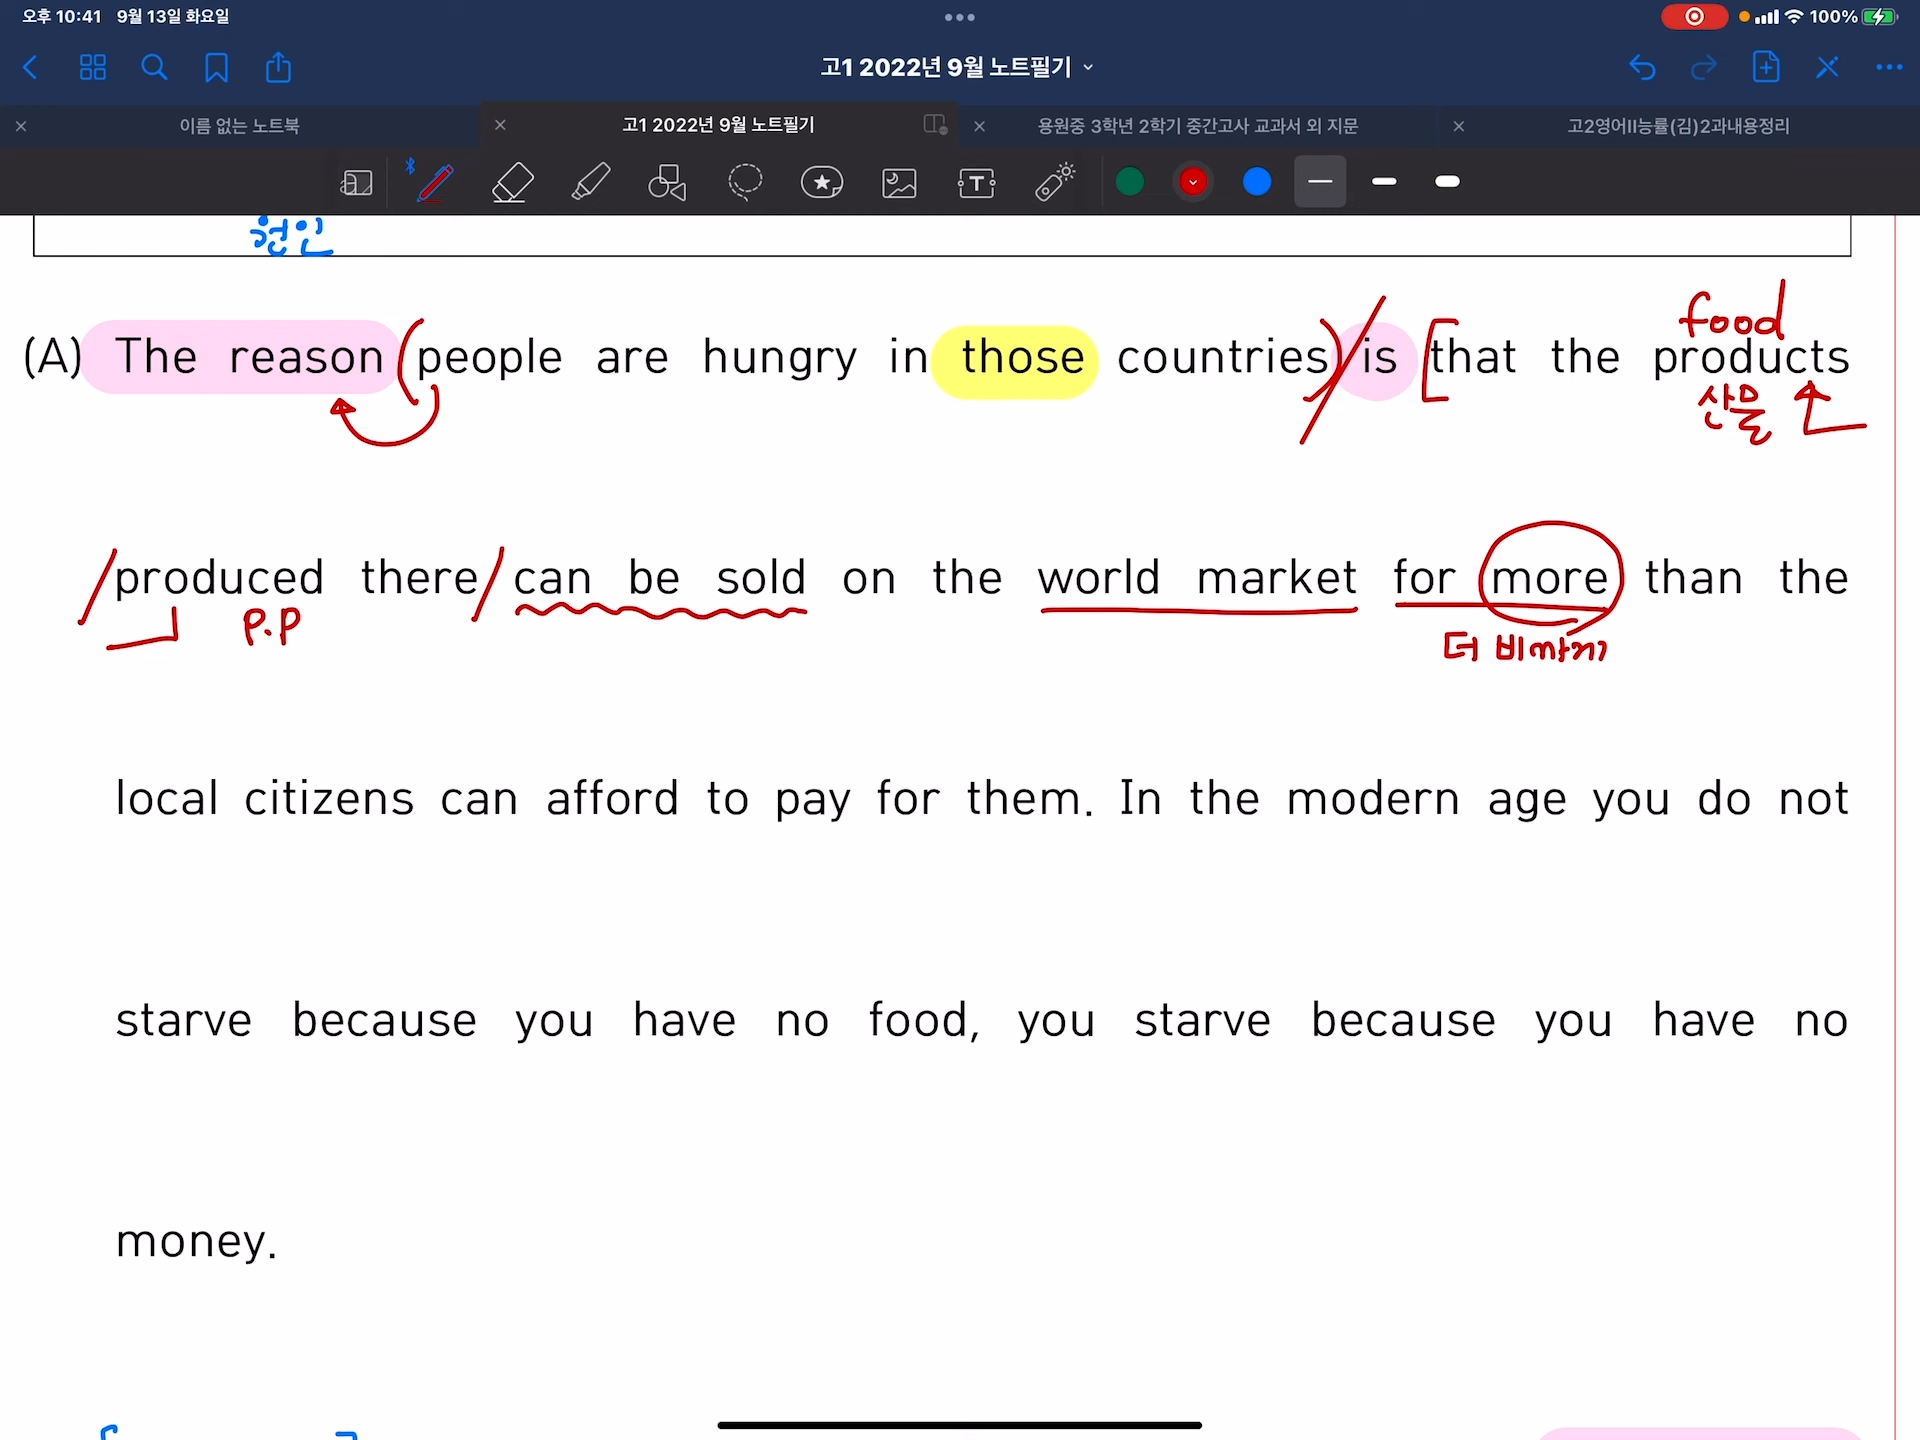 오후 10:41 9월 13일 화요일
100%
고1 2022년 9월 노트필기
이름 없는 노트북
고1 2022년 9월 노트필기
용원중 3학년 2학기 중간고사 교과서 외 지문
고2영어II능률(김)2과내용정리
원인
food
(A) The reason people are hungry in those countries is that the products
산물
produced there can be sold on the world market for more than the
P.P
더 비싸게
local citizens can afford to pay for them. In the modern age you do not
starve because you have no food, you starve because you have no
money.